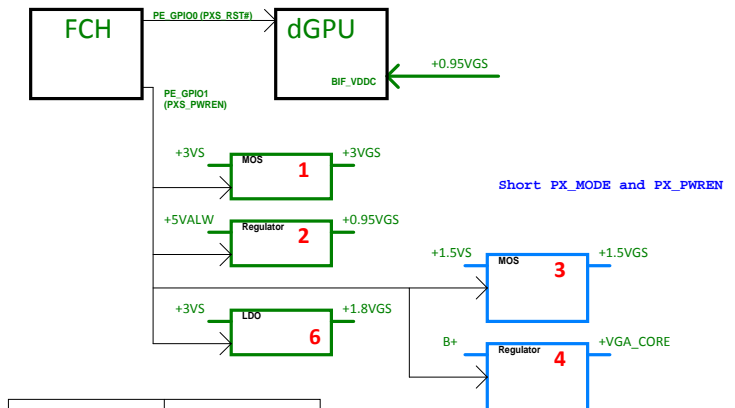 FCH
PE_GPIO0 (PXS_RST#)
dGPU
+0.95VGS
BIF_VDDC
PE_GPIO1
(PXS_PWREN)
+3VS
MOS
1
+3VGS
Short PX_MODE and PX_PWREN
+5VALW
Regulator
2
+0.95VGS
+1.5VS
MOS
3
+1.5VGS
+3VS
LDO
6
+1.8VGS
B+
Regulator
4
+VGA_CORE